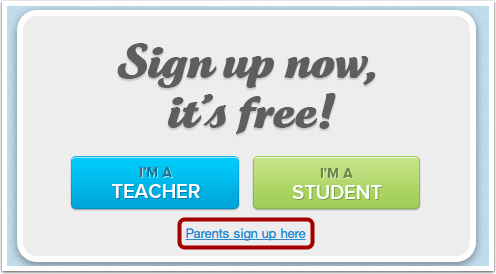 Sign up now,
it's free!
I'M A
TEACHER
I'M A
STUDENT
Parents sign up here